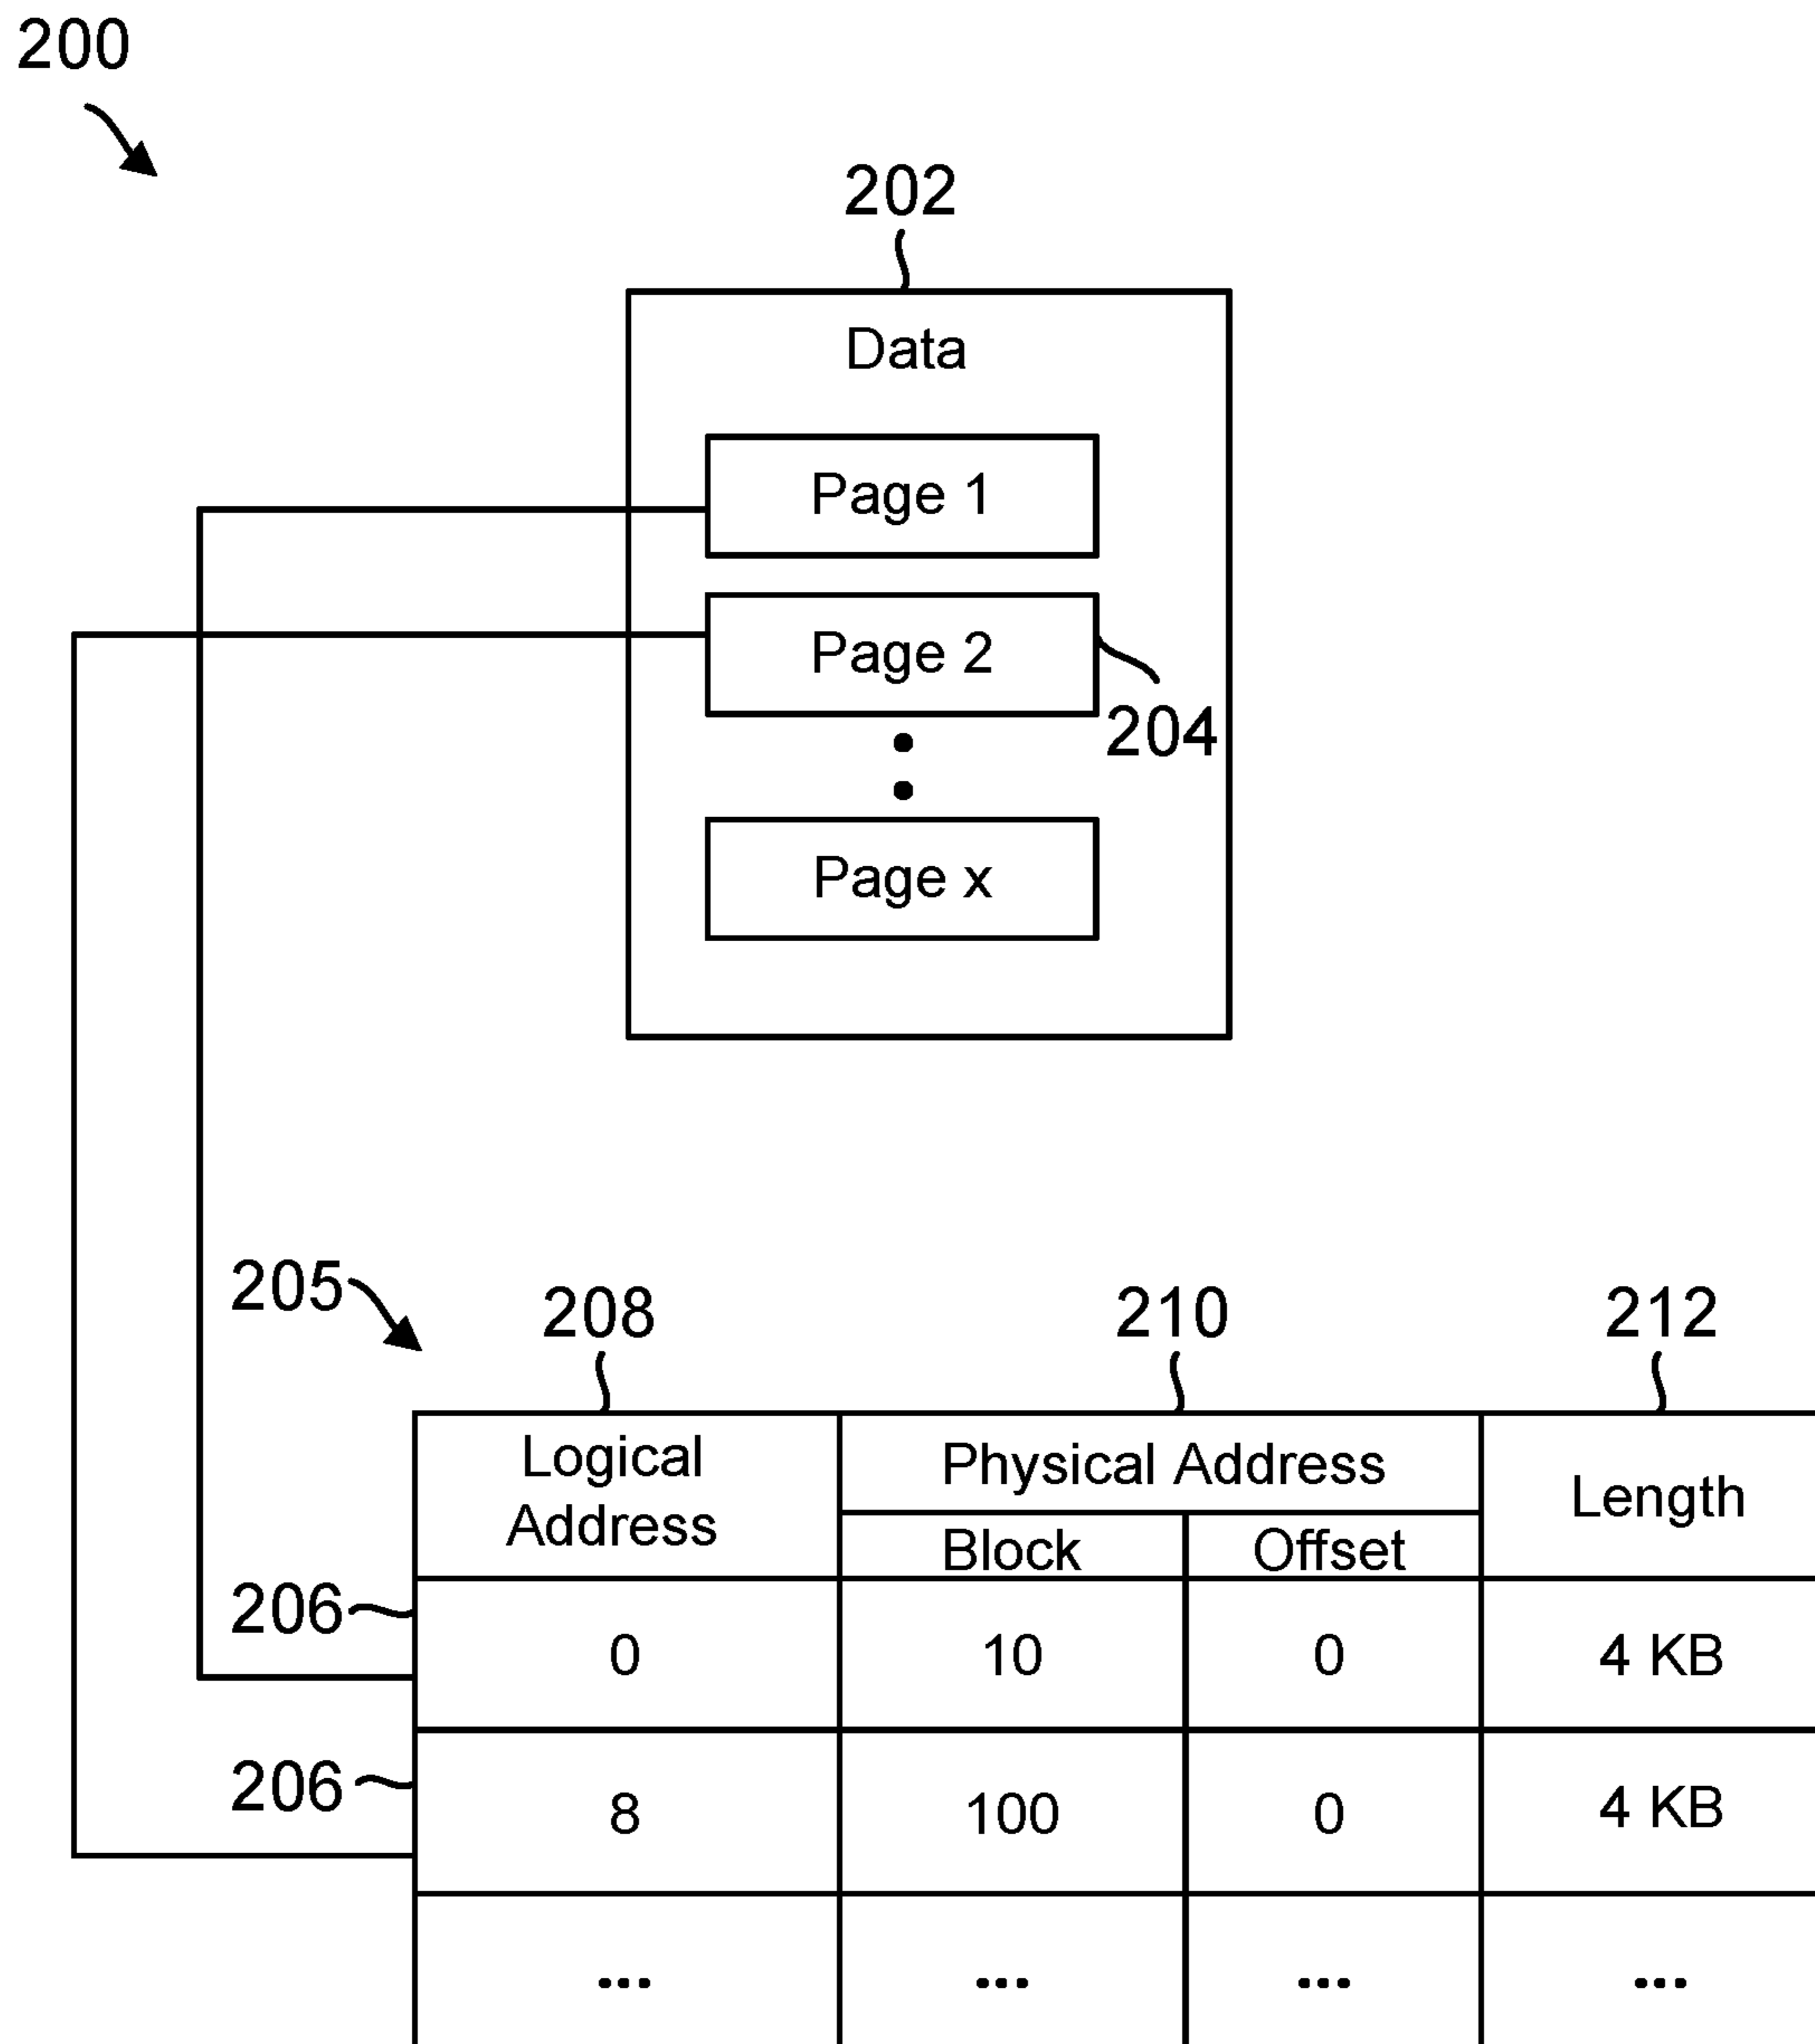 200
202
Data
Page 1
Page 2
204
Page x
205
208
210
212
Logical
Address
Physical Address
Length
Block
Offset
206
0
10
0
4 KB
206
8
100
0
4 KB
...
...
...
...